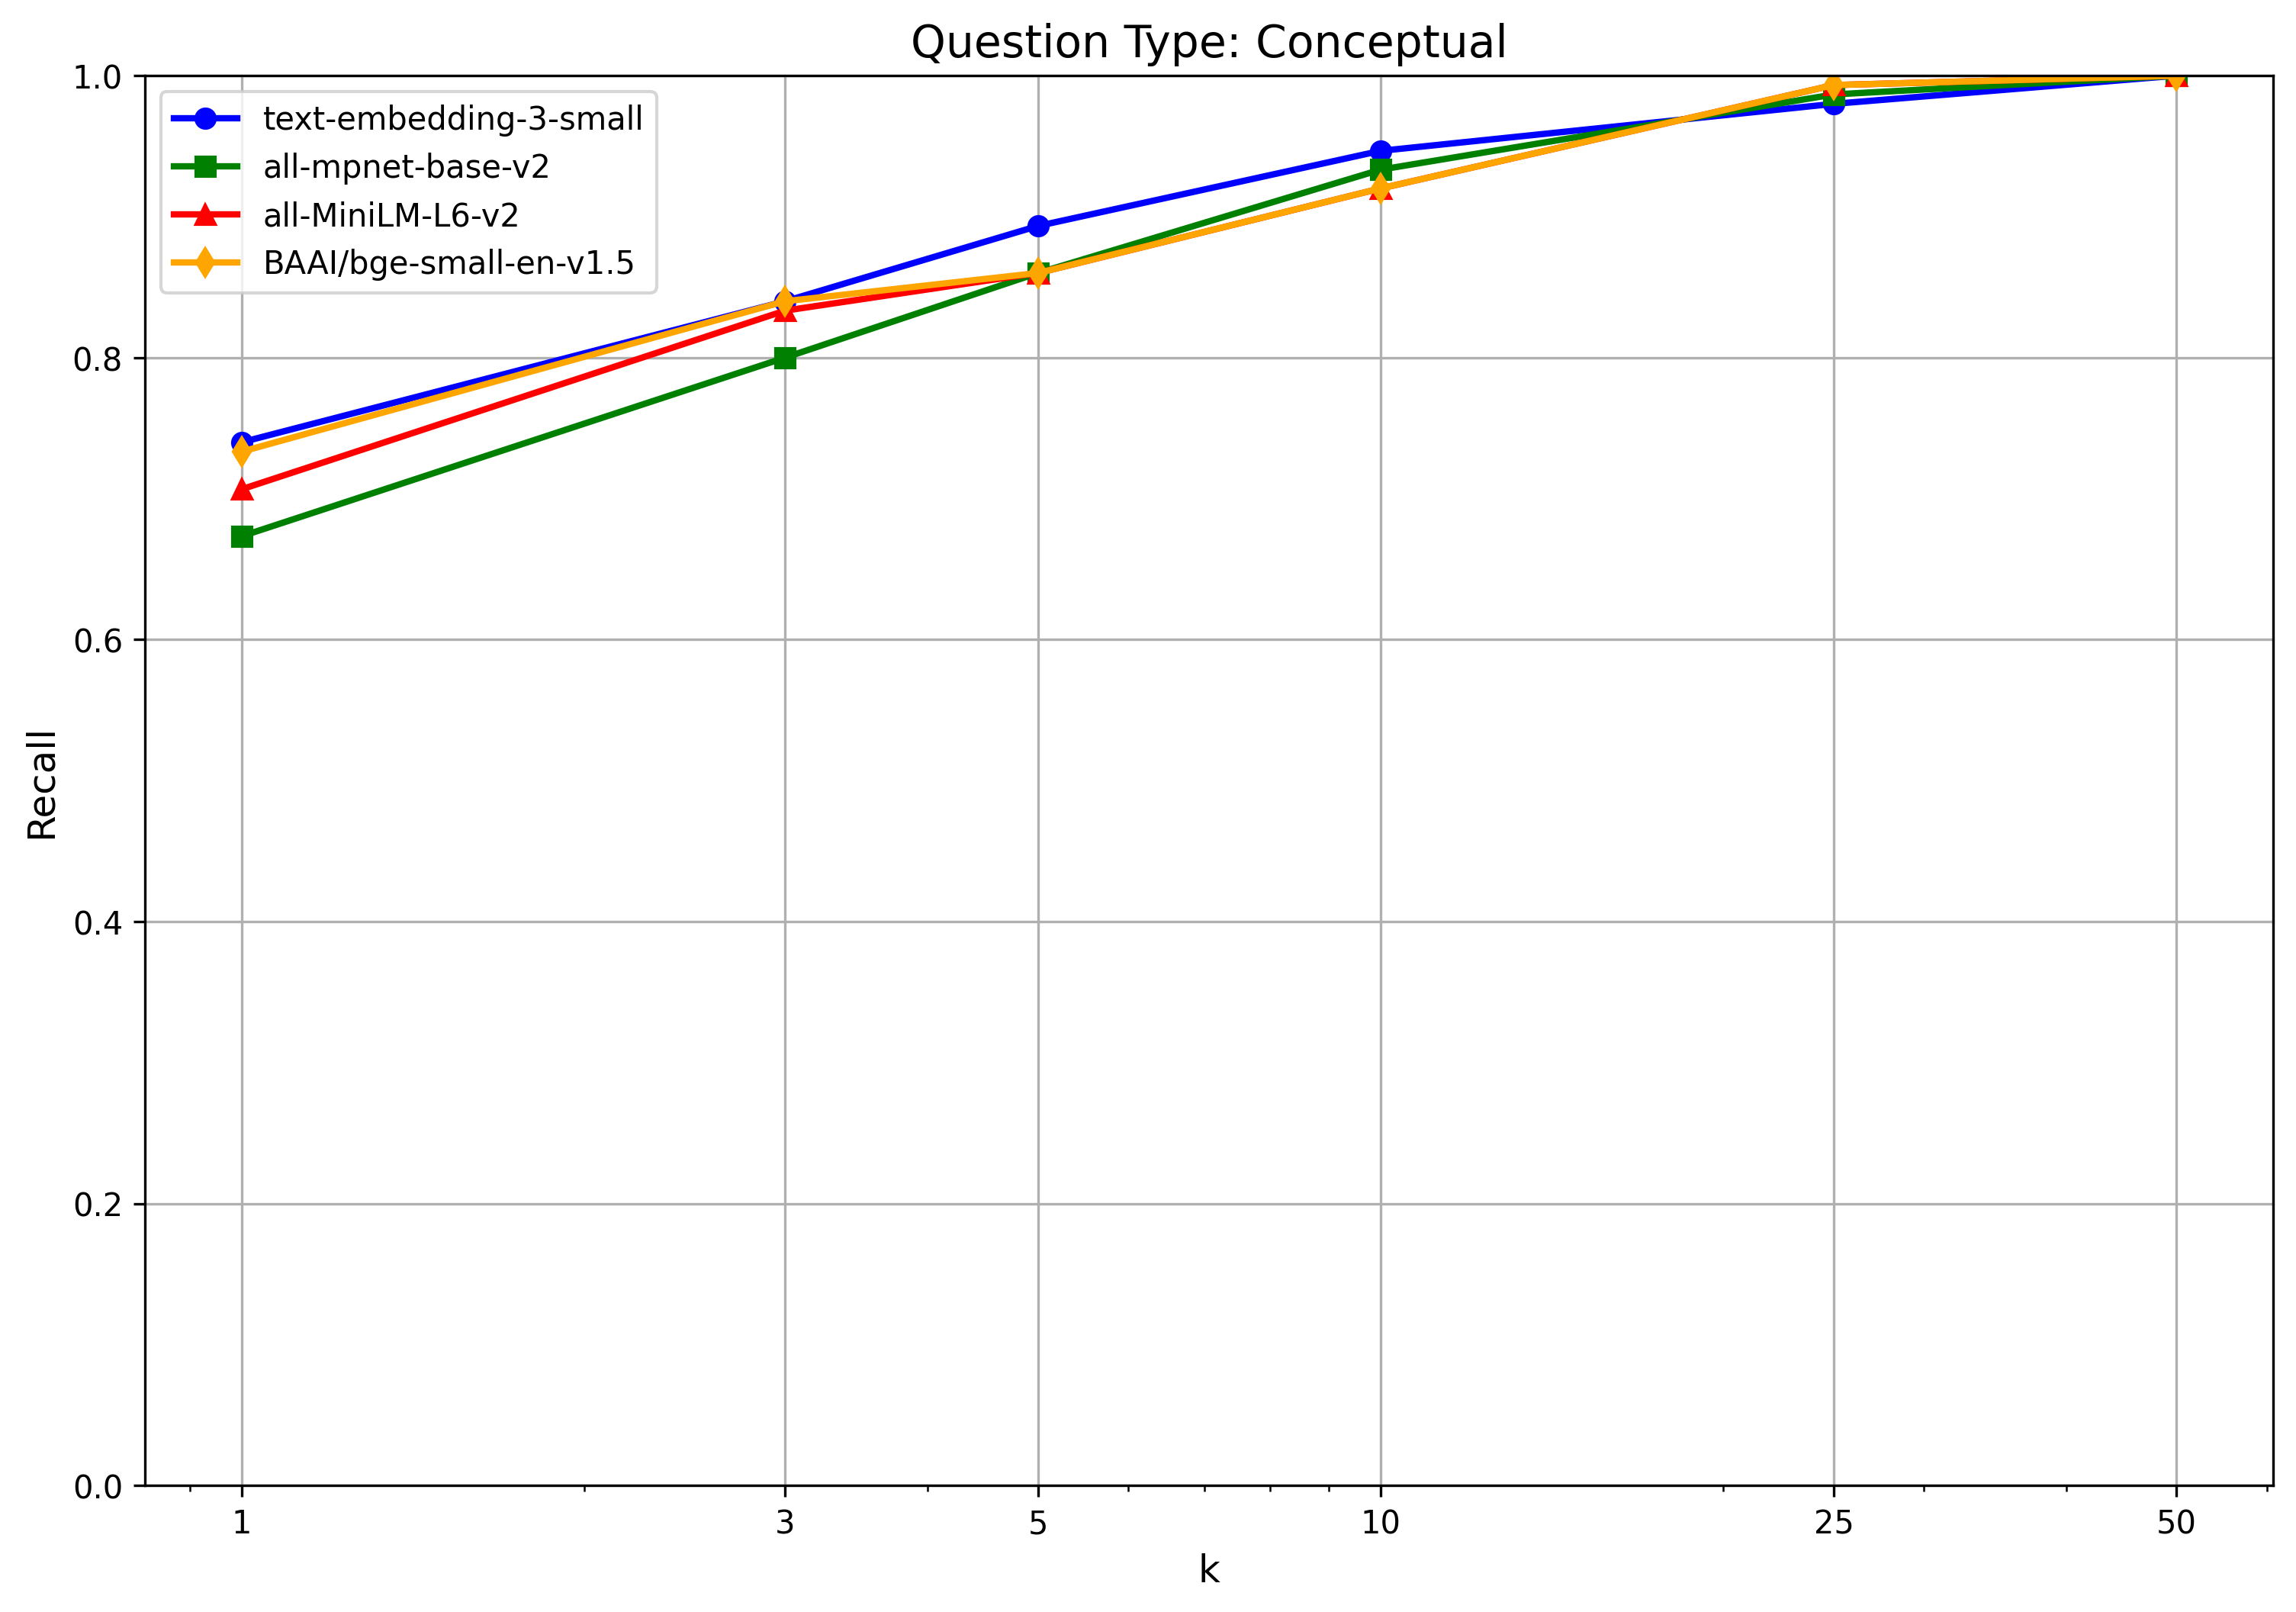 Question Type: Conceptual
1.0
0.8
0.6
0.4
0.2
0.0
Recall
text-embedding-3-small
all-mpnet-base-v2
all-MiniLM-L6-v2
BAAI/bge-small-en-v1.5
1 3 5 10 25 50
k